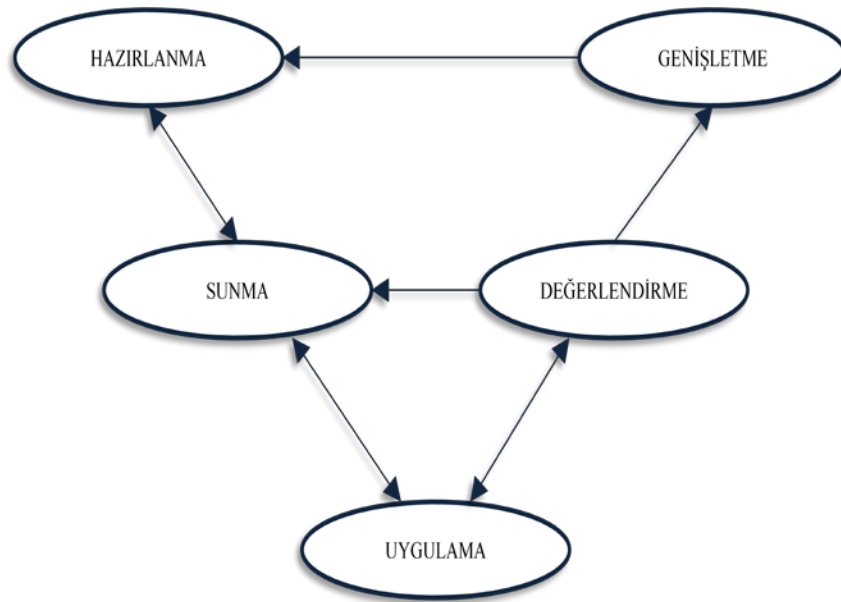 HAZIRLANMA
GENİŞLETME
SUNMA
DEĞERLENDİRME
UYGULAMA